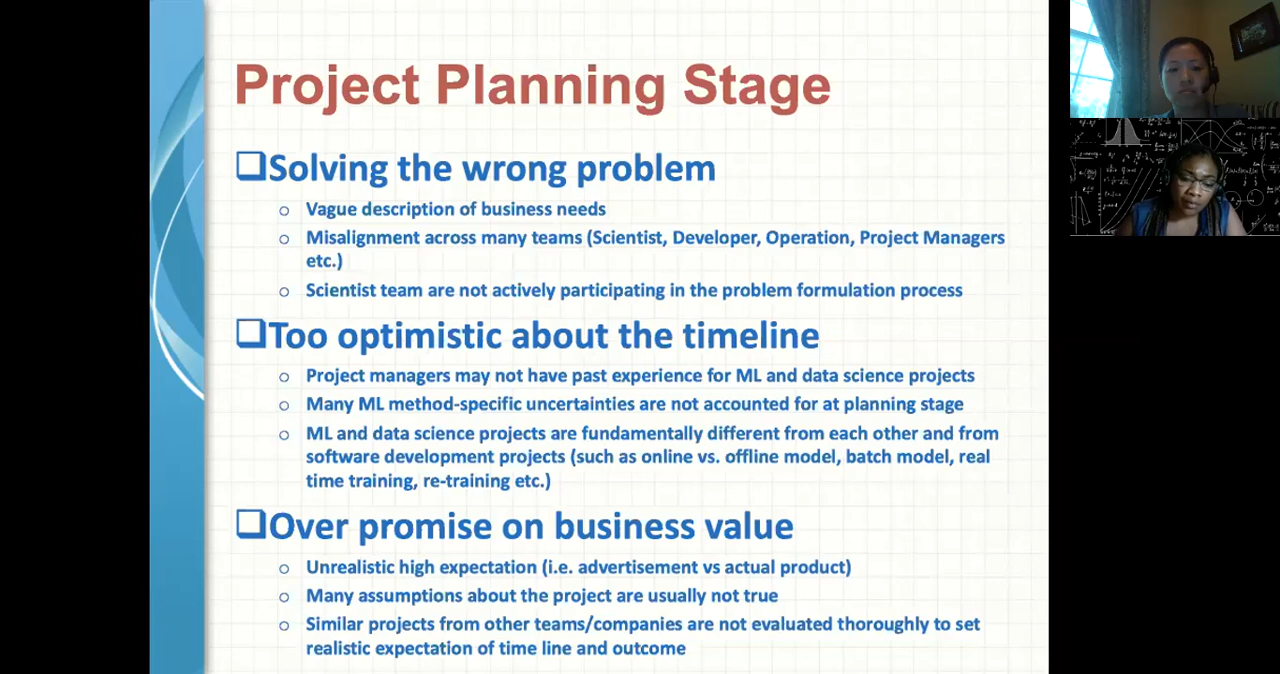 Project Planning Stage
❑Solving the wrong problem
○ Vague description of business needs
○ Misalignment across many teams (Scientist, Developer, Operation, Project Managers
etc.)
○ Scientist team are not actively participating in the problem formulation process
❑Too optimistic about the timeline
○ Project managers may not have past experience for ML and data science projects
○ Many ML method-specific uncertainties are not accounted for at planning stage
○ ML and data science projects are fundamentally different from each other and from
software development projects (such as online vs. offline model, batch model, real
time training, re-training etc.)
❑Over promise on business value
○ Unrealistic high expectation (i.e. advertisement vs actual product)
○ Many assumptions about the project are usually not true
○ Similar projects from other teams/companies are not evaluated thoroughly to set
realistic expectation of time line and outcome